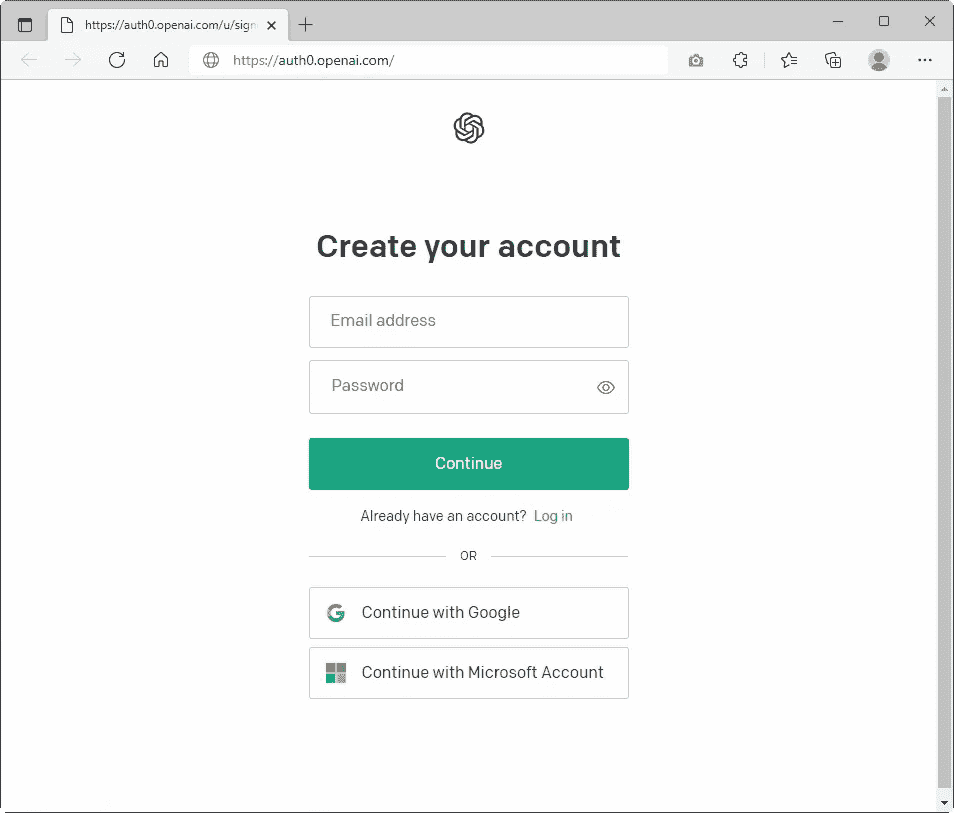 https://auth0.openai.com/u/sign
https://auth0.openai.com/
Create your account
Email address
Password
Continue
Already have an account? Log in
OR
Continue with Google
Continue with Microsoft Account